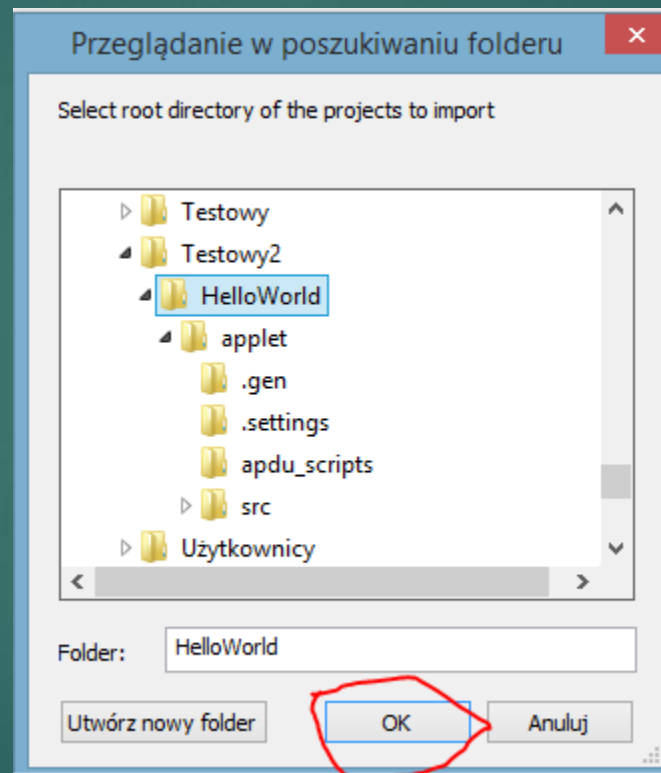 Przeglądanie w poszukiwaniu folderu
Select root directory of the projects to import
Testowy
Testowy2
HelloWorld
applet
.gen
.settings
apdu_scripts
src
Użytkownicy
Folder: HelloWorld
Utwórz nowy folder OK Anuluj